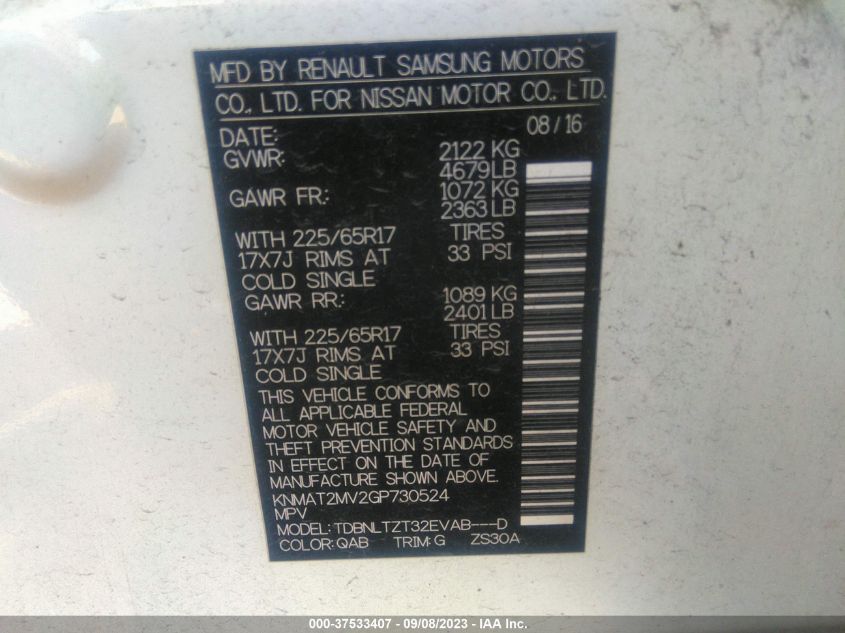 MFD BY RENAULT SAMSUNG MOTORS
CO., LTD. FOR NISSAN MOTOR CO., LTD.
DATE: 08/16
GVWR: 2122 KG
4679LB
GAWR FR.: 1072 KG
2363LB
WITH 225/65R17 TIRES
17X7J RIMS AT 33 PSI
COLD SINGLE
GAWR RR.: 1089 KG
2401LB
WITH 225/65R17 TIRES
17X7J RIMS AT 33 PSI
COLD SINGLE
THIS VEHICLE CONFORMS TO
ALL APPLICABLE FEDERAL
MOTOR VEHICLE SAFETY AND
THEFT PREVENTION STANDARDS
IN EFFECT ON THE DATE OF
MANUFACTURE SHOWN ABOVE.
KNMAT2MV2GP730524
MPV
MODEL:TDBNLTZT32EVAB---D
COLOR:QAB TRIM:G ZS30A
000-37533407 - 09/08/2023 - IAA Inc.